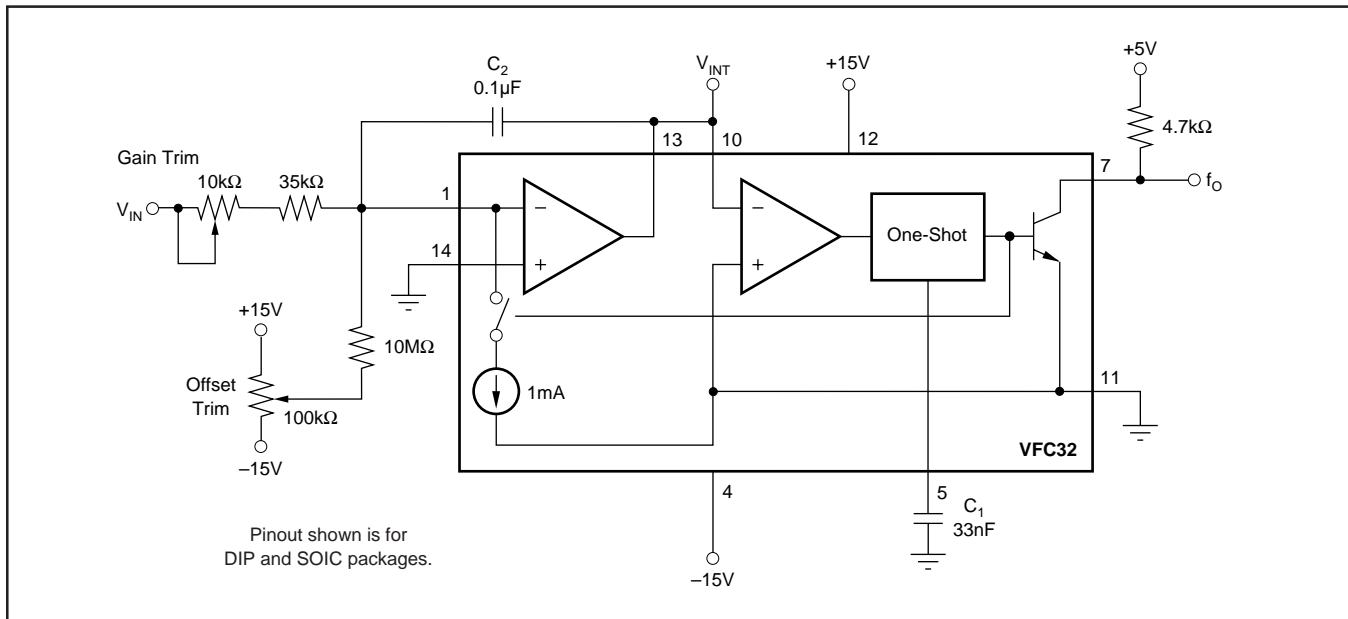 C2
0.1µF
VINT
+15V
+5V
4.7kΩ
13
10
12
7
fO
Gain Trim
10kΩ
35kΩ
VIN
1
14
One-Shot
+15V
10MΩ
Offset
Trim
100kΩ
–15V
1mA
11
VFC32
4
5
C1
33nF
–15V
Pinout shown is for
DIP and SOIC packages.